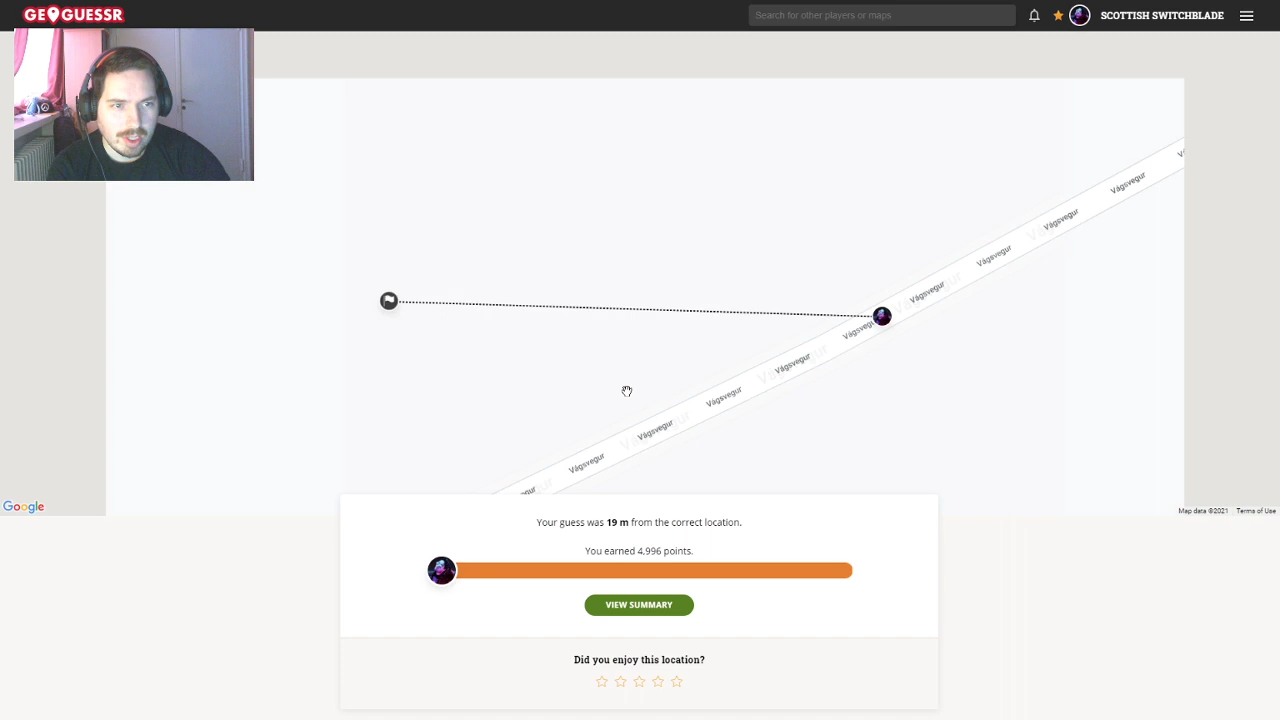 GEOGUESSR
Search for other players or maps
SCOTTISH SWITCHBLADE
Vágsvegur
Vágsvegur
Vágsvegur
Vágsvegur
Vágsvegur
Vágsvegur
Vágsvegur
Vágsvegur
Vágsvegur
Google
Map data ©2021
Terms of Use
Your guess was 19 m from the correct location.
You earned 4,996 points.
VIEW SUMMARY
Did you enjoy this location?